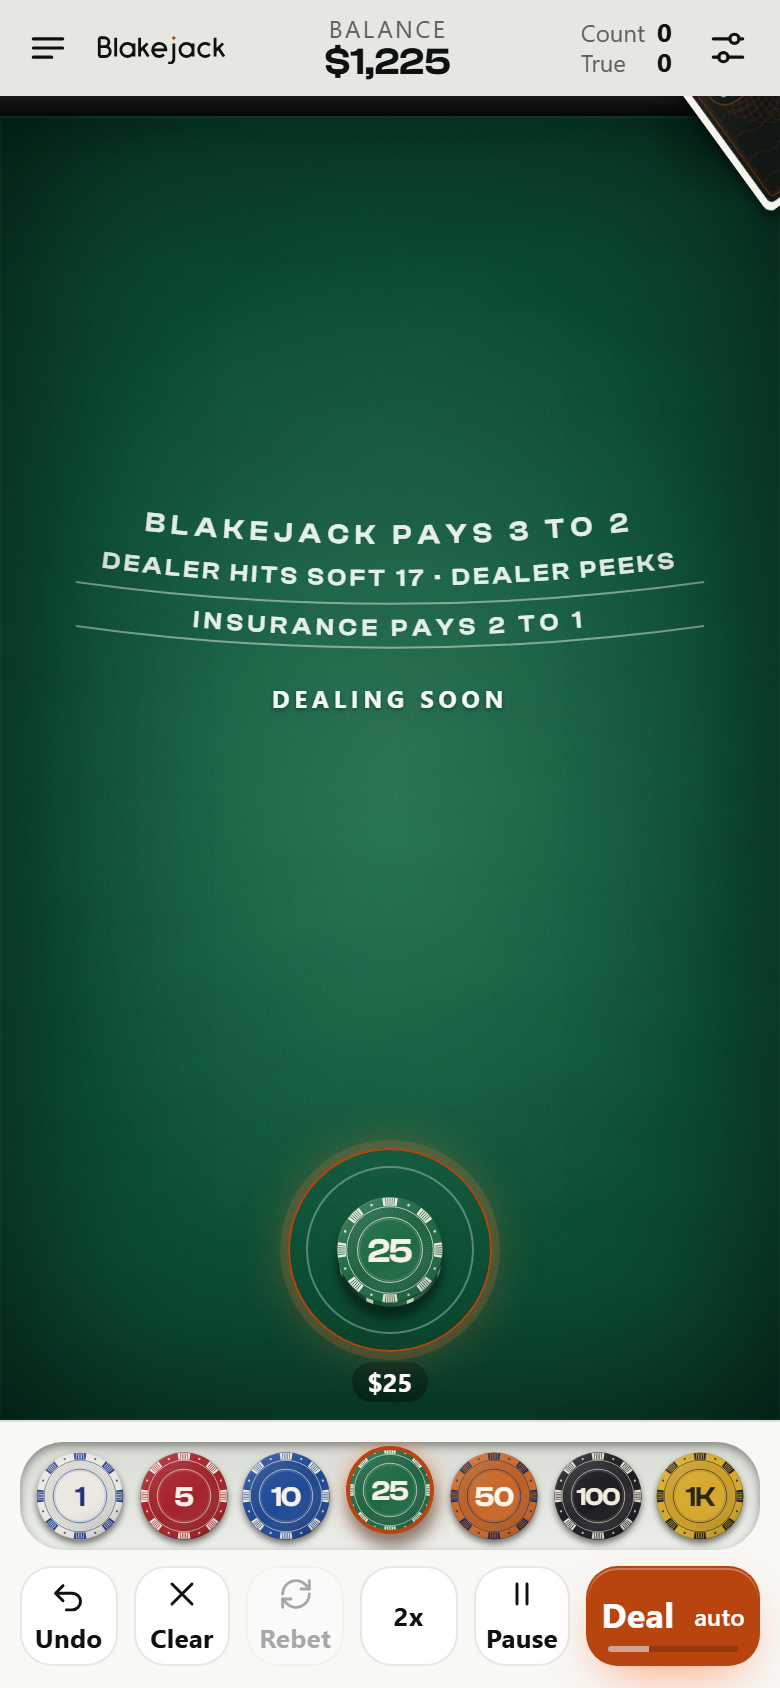 Blakejack
BALANCE
$1,225
Count 0
True 0
BLAKEJACK PAYS 3 TO 2
DEALER HITS SOFT 17 · DEALER PEEKS
INSURANCE PAYS 2 TO 1
DEALING SOON
25
$25
1 5 10 25 50 100 1K
Undo Clear Rebet 2x Pause Deal auto